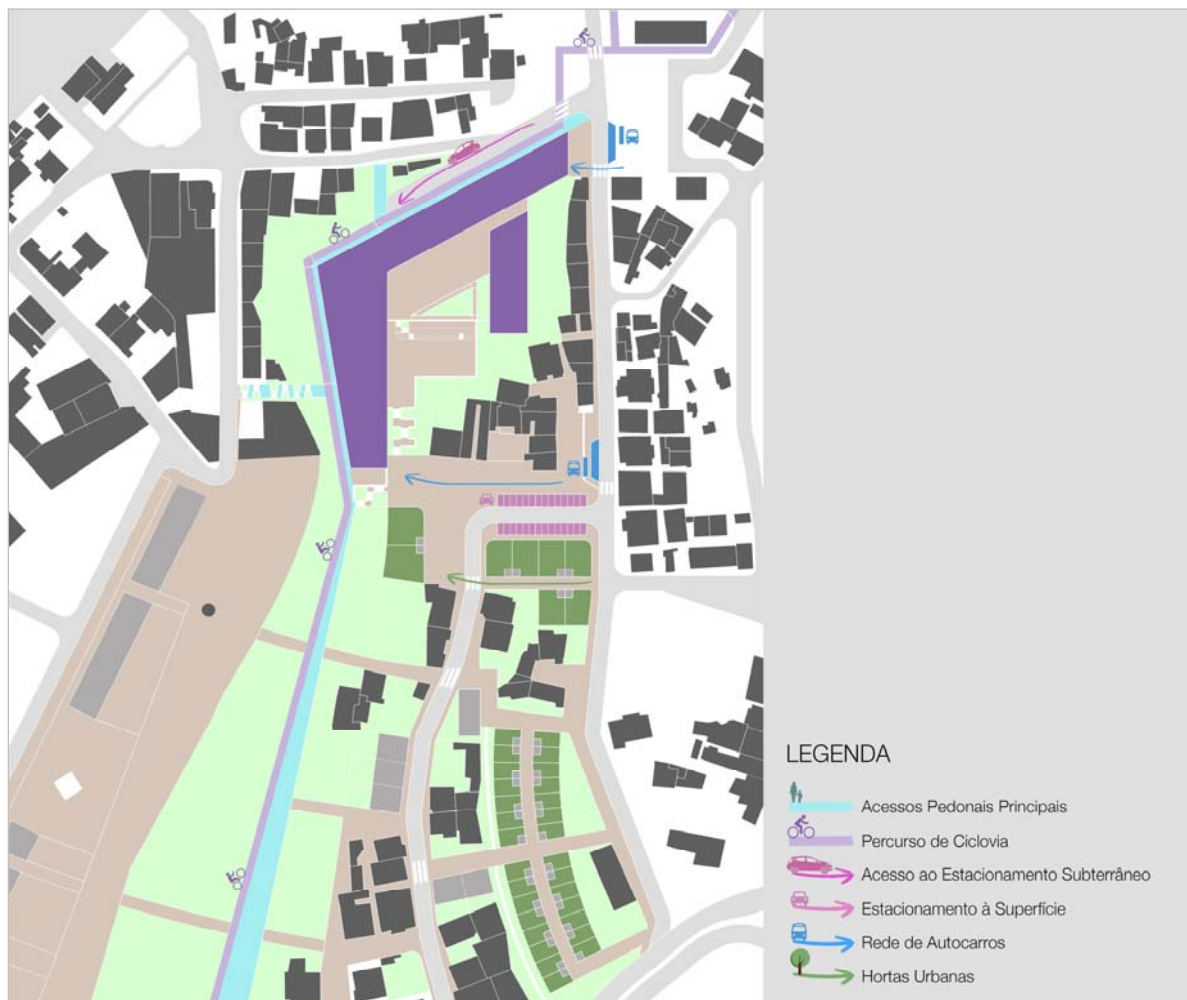 LEGENDA
Acessos Pedonais Principais
Percurso de Ciclovia
Acesso ao Estacionamento Subterrâneo
Estacionamento à Superfície
Rede de Autocarros
Hortas Urbanas